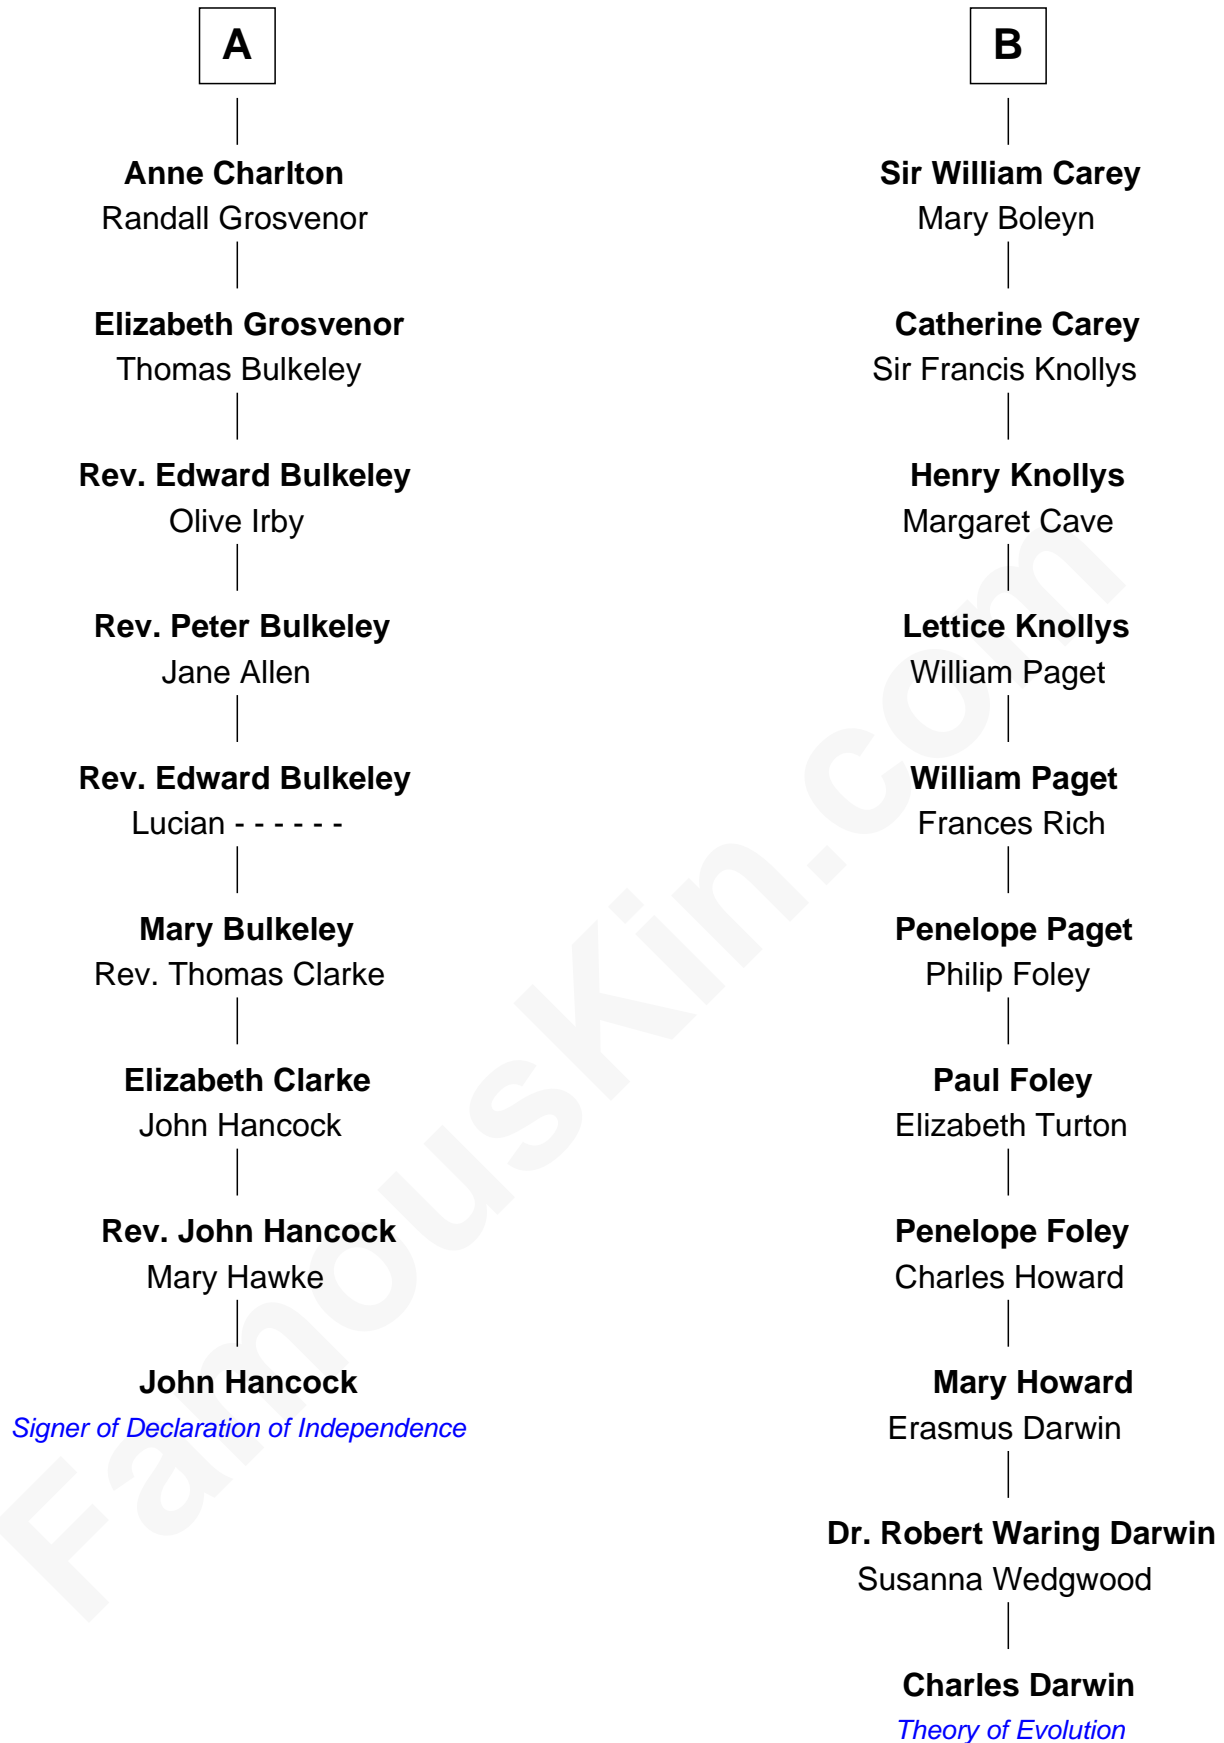 A
Anne Charlton
Randall Grosvenor
Elizabeth Grosvenor
Thomas Bulkeley
Rev. Edward Bulkeley
Olive Irby
Rev. Peter Bulkeley
Jane Allen
Rev. Edward Bulkeley
Lucian - - - - - -
Mary Bulkeley
Rev. Thomas Clarke
Elizabeth Clarke
John Hancock
Rev. John Hancock
Mary Hawke
John Hancock
Signer of Declaration of Independence
B
Sir William Carey
Mary Boleyn
Catherine Carey
Sir Francis Knollys
Henry Knollys
Margaret Cave
Lettice Knollys
William Paget
William Paget
Frances Rich
Penelope Paget
Philip Foley
Paul Foley
Elizabeth Turton
Penelope Foley
Charles Howard
Mary Howard
Erasmus Darwin
Dr. Robert Waring Darwin
Susanna Wedgwood
Charles Darwin
Theory of Evolution
FamousKin.com